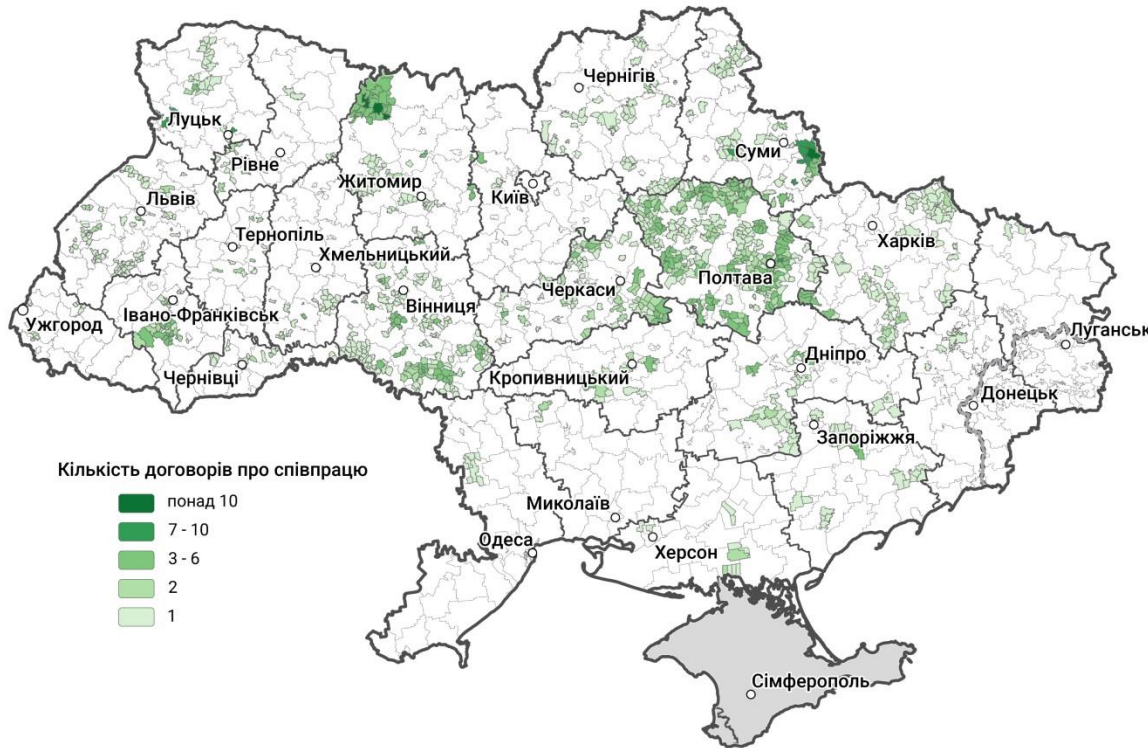 Чернігів
Луцьк
Рівне
Суми
Житомир
Київ
Львів
Тернопіль
Харків
Хмельницький
Полтава
Черкаси
Вінниця
Івано-Франківськ
Ужгород
Луганськ
Дніпро
Чернівці
Кропивницький
Донецьк
Запоріжжя
Кількість договорів про співпрацю
понад 10
7 - 10
3 - 6
2
1
Миколаїв
Одеса
Херсон
Сімферополь